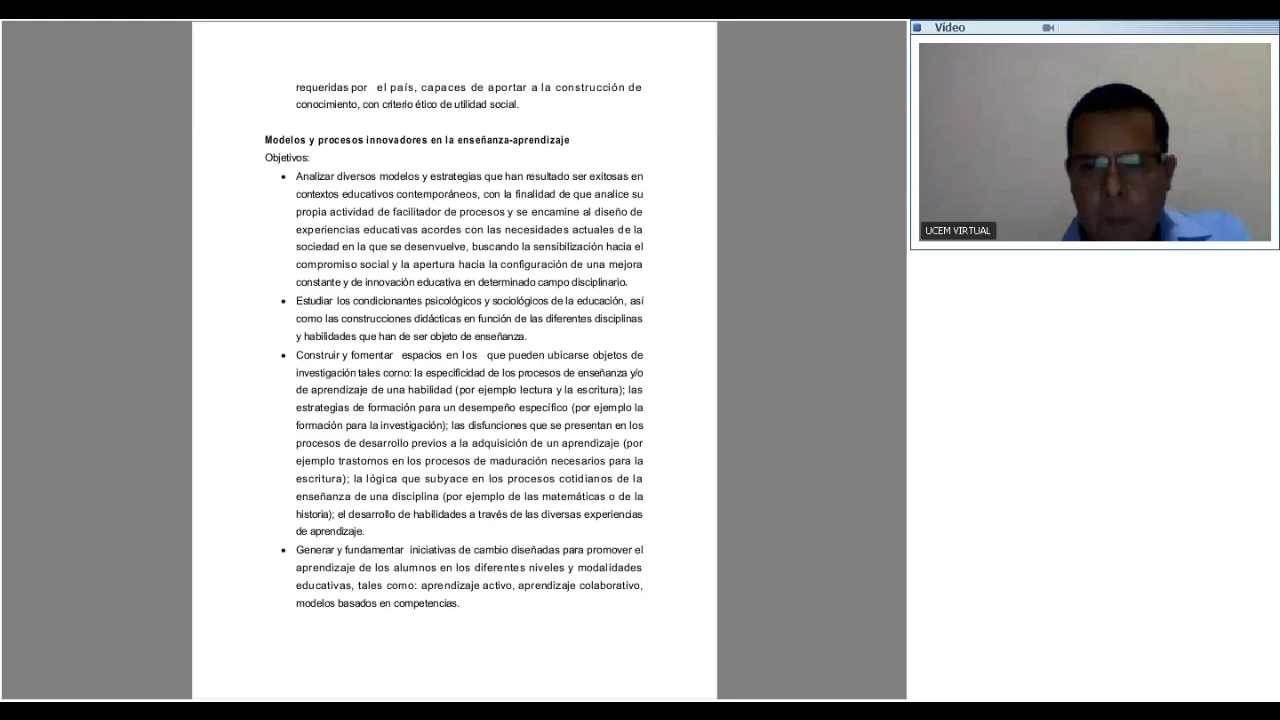 requeridas por el país, capaces de aportar a la construcción de
conocimiento, con criterio ético de utilidad social.
Modelos y procesos innovadores en la enseñanza-aprendizaje
Objetivos:
• Analizar diversos modelos y estrategias que han resultado ser exitosas en
contextos educativos contemporáneos, con la finalidad de que analice su
propia actividad de facilitador de procesos y se encamine al diseño de
experiencias educativas acordes con las necesidades actuales de la
sociedad en la que se desenvuelve, buscando la sensibilización hacia el
compromiso social y la apertura hacia la configuración de una mejora
constante y de innovación educativa en determinado campo disciplinario.
• Estudiar los condicionantes psicológicos y sociológicos de la educación, así
como las construcciones didácticas en función de las diferentes disciplinas
y habilidades que han de ser objeto de enseñanza.
• Construir y fomentar espacios en los que pueden ubicarse objetos de
investigación tales como: la especificidad de los procesos de enseñanza y/o
de aprendizaje de una habilidad (por ejemplo lectura y la escritura); las
estrategias de formación para un desempeño específico (por ejemplo la
formación para la investigación); las disfunciones que se presentan en los
procesos de desarrollo previos a la adquisición de un aprendizaje (por
ejemplo trastornos en los procesos de maduración necesarios para la
escritura); la lógica que subyace en los procesos cotidianos de la
enseñanza de una disciplina (por ejemplo de las matemáticas o de la
historia); el desarrollo de habilidades a través de las diversas experiencias
de aprendizaje.
• Generar y fundamentar iniciativas de cambio diseñadas para promover el
aprendizaje de los alumnos en los diferentes niveles y modalidades
educativas, tales como: aprendizaje activo, aprendizaje colaborativo,
modelos basados en competencias.
Vídeo
UCEM VIRTUAL